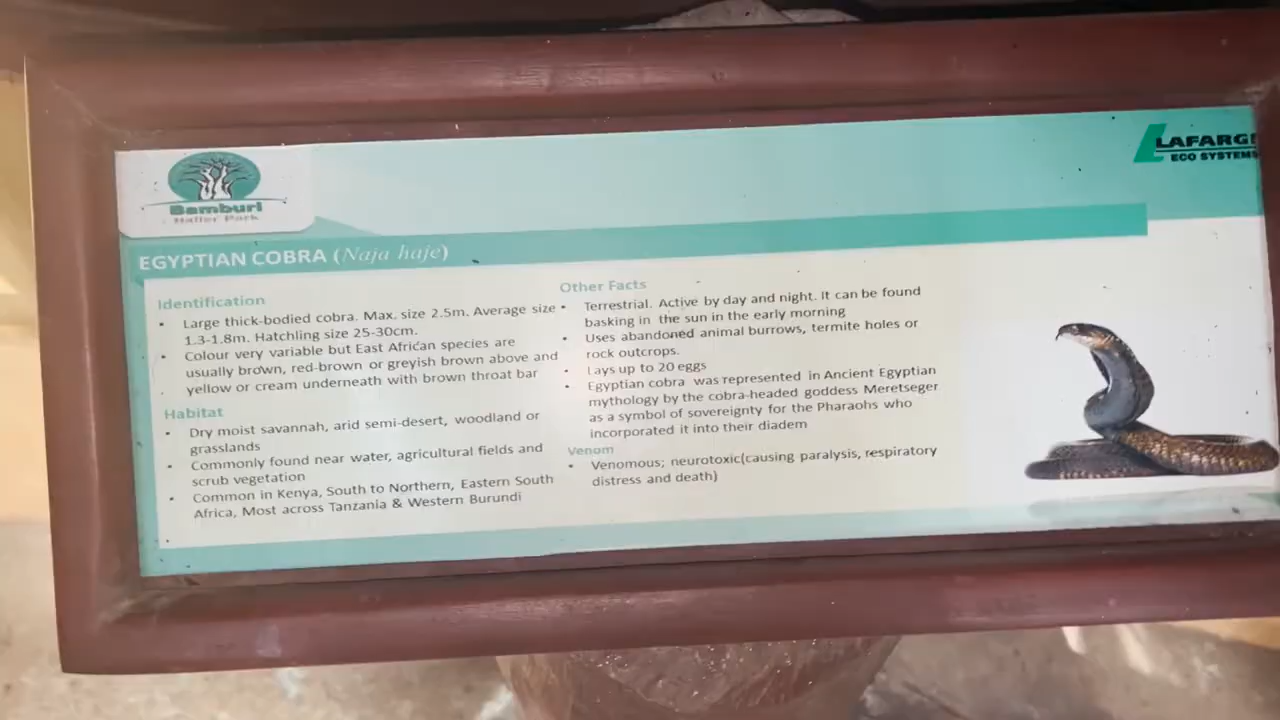 Bamburi
Haller Park
LAFARGE
ECO SYSTEMS
EGYPTIAN COBRA (Naja haje)
Identification
• Large thick-bodied cobra. Max. size 2.5m. Average size
1.3-1.8m. Hatchling size 25-30cm.
• Colour very variable but East African species are
usually brown, red-brown or greyish brown above and
yellow or cream underneath with brown throat bar
Habitat
• Dry moist savannah, arid semi-desert, woodland or
grasslands
• Commonly found near water, agricultural fields and
scrub vegetation
• Common in Kenya, South to Northern, Eastern South
Africa, Most across Tanzania & Western Burundi
Other Facts
• Terrestrial. Active by day and night. It can be found
basking in the sun in the early morning
• Uses abandoned animal burrows, termite holes or
rock outcrops.
• Lays up to 20 eggs
• Egyptian cobra was represented in Ancient Egyptian
mythology by the cobra-headed goddess Meretseger
as a symbol of sovereignty for the Pharaohs who
incorporated it into their diadem
Venom
• Venomous; neurotoxic(causing paralysis, respiratory
distress and death)